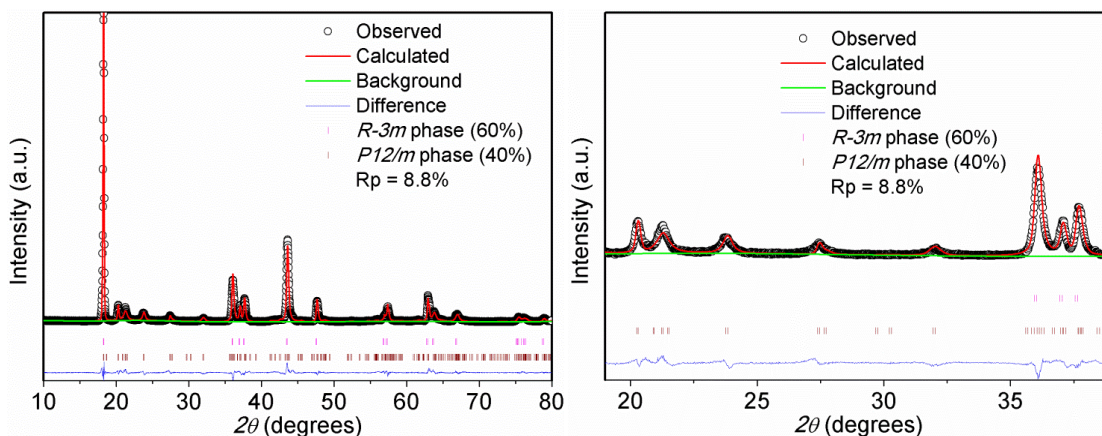 Observed
Calculated
Background
Difference
R-3m phase (60%)
P12/m phase (40%)
Rp = 8.8%
Intensity (a.u.)
10 20 30 40 50 60 70 80
2θ (degrees)
Observed
Calculated
Background
Difference
R-3m phase (60%)
P12/m phase (40%)
Rp = 8.8%
Intensity (a.u.)
20 25 30 35
2θ (degrees)